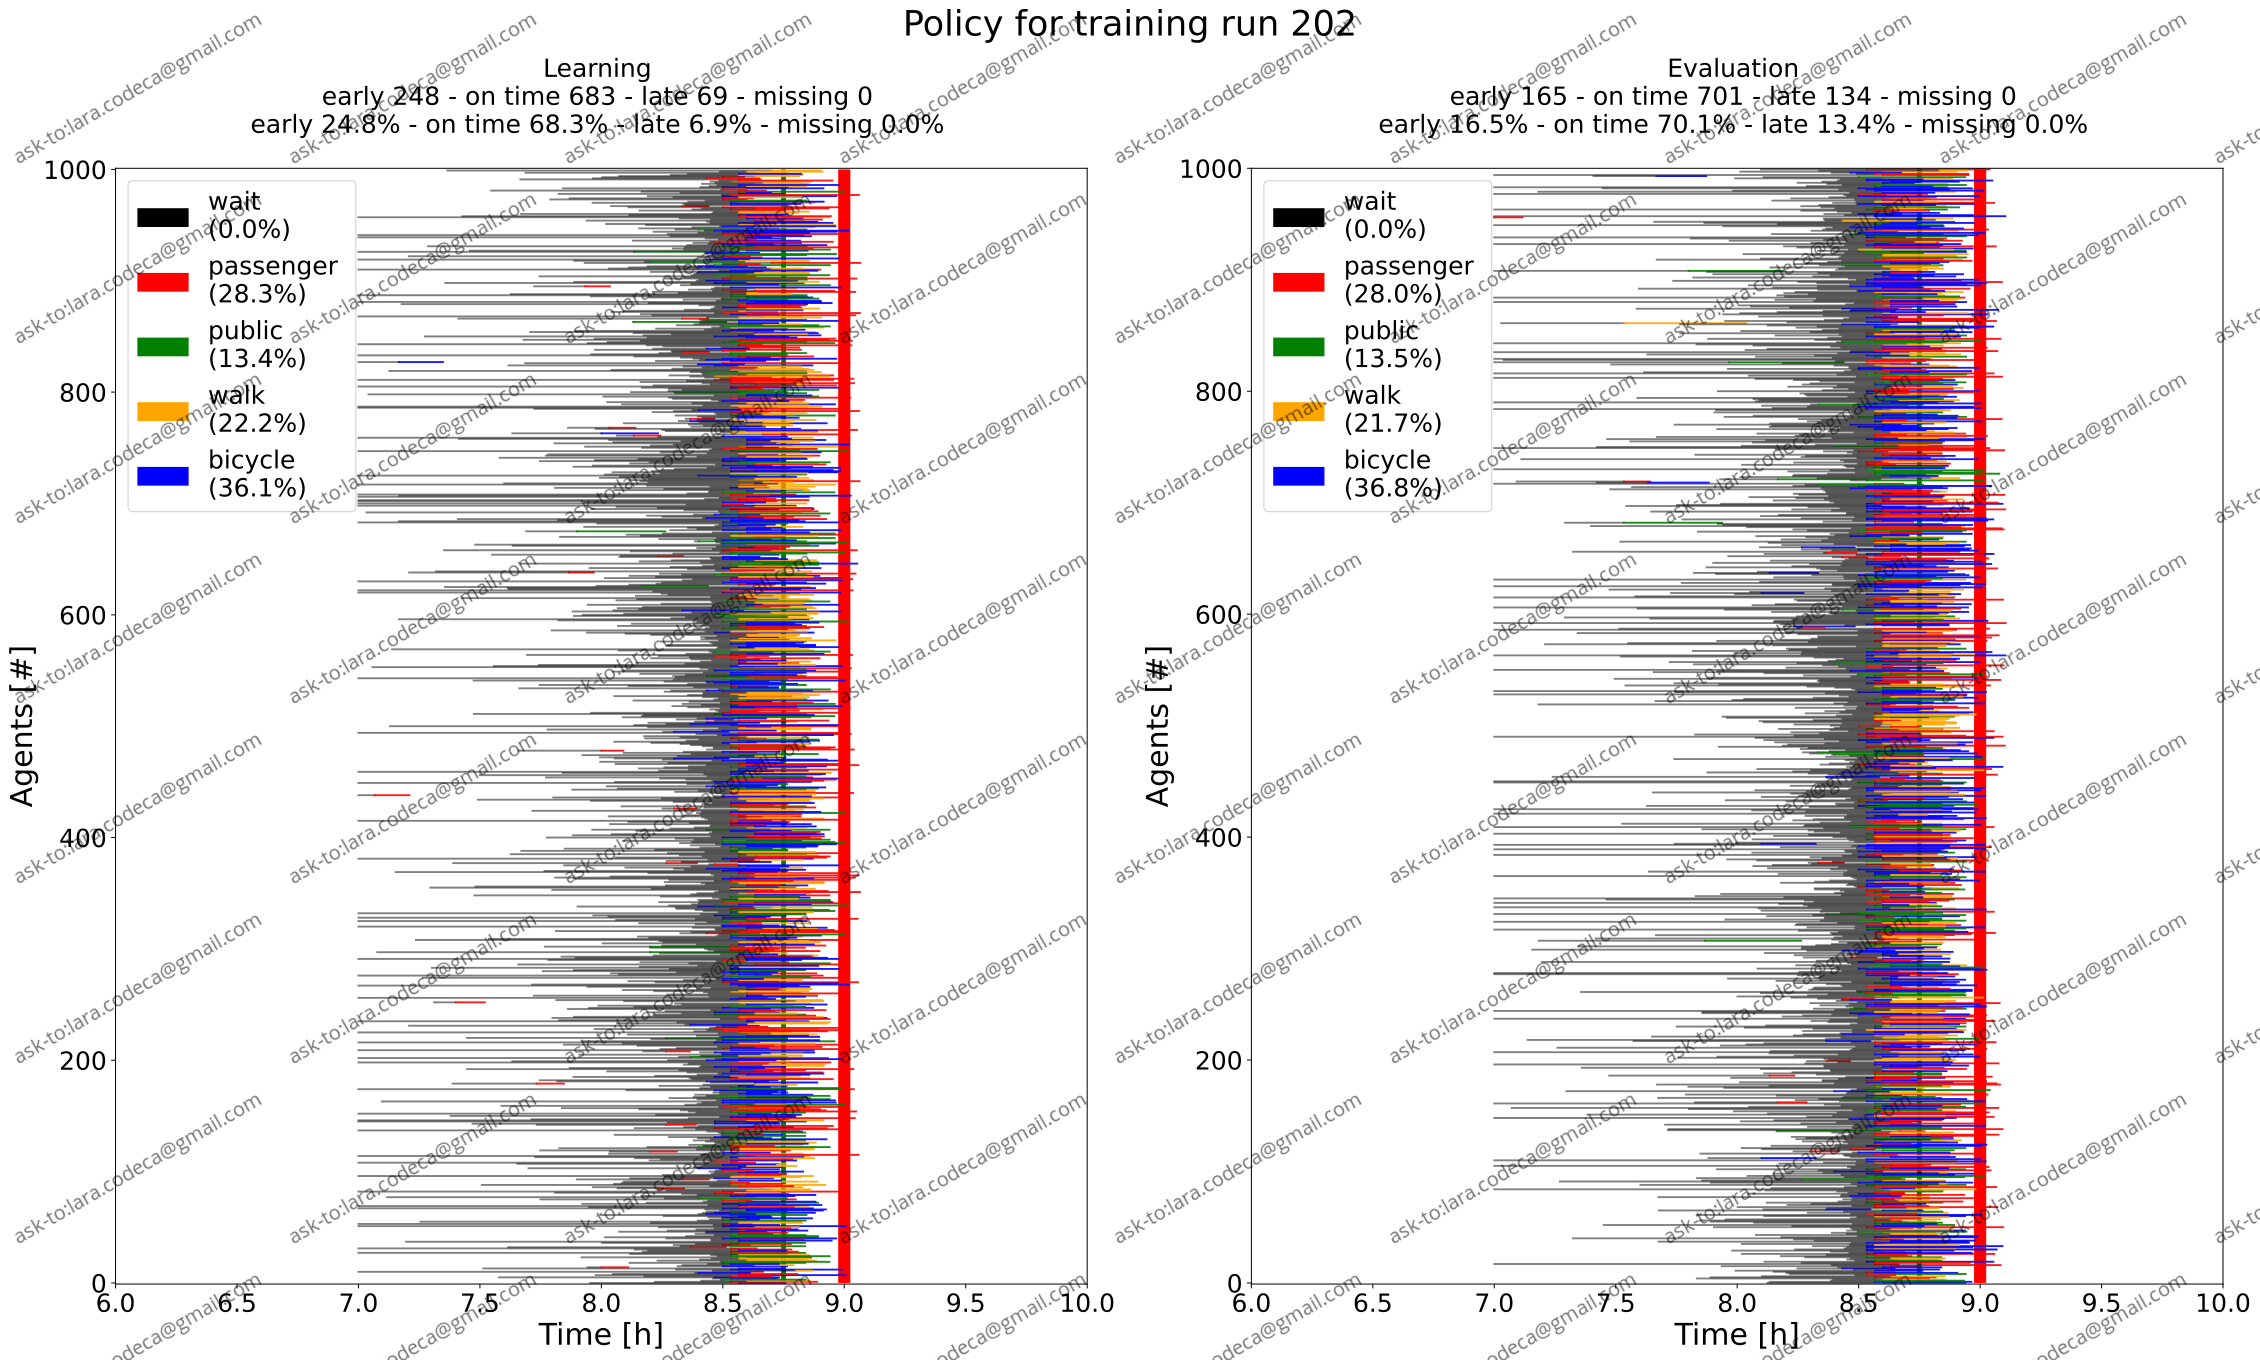 Policy for training run 202
Learning
early 248 - on time 683 - late 69 - missing 0
early 24.8% - on time 68.3% - late 6.9% - missing 0.0%
1000
800
600
400
200
0
Agents [#]
wait
(0.0%)
passenger
(28.3%)
public
(13.4%)
walk
(22.2%)
bicycle
(36.1%)
6.0 6.5 7.0 7.5 8.0 8.5 9.0 9.5 10.0
Time [h]
Evaluation
early 165 - on time 701 - late 134 - missing 0
early 16.5% - on time 70.1% - late 13.4% - missing 0.0%
1000
800
600
400
200
0
Agents [#]
wait
(0.0%)
passenger
(28.0%)
public
(13.5%)
walk
(21.7%)
bicycle
(36.8%)
6.0 6.5 7.0 7.5 8.0 8.5 9.0 9.5 10.0
Time [h]
ask-to:lara.codeca@gmail.com